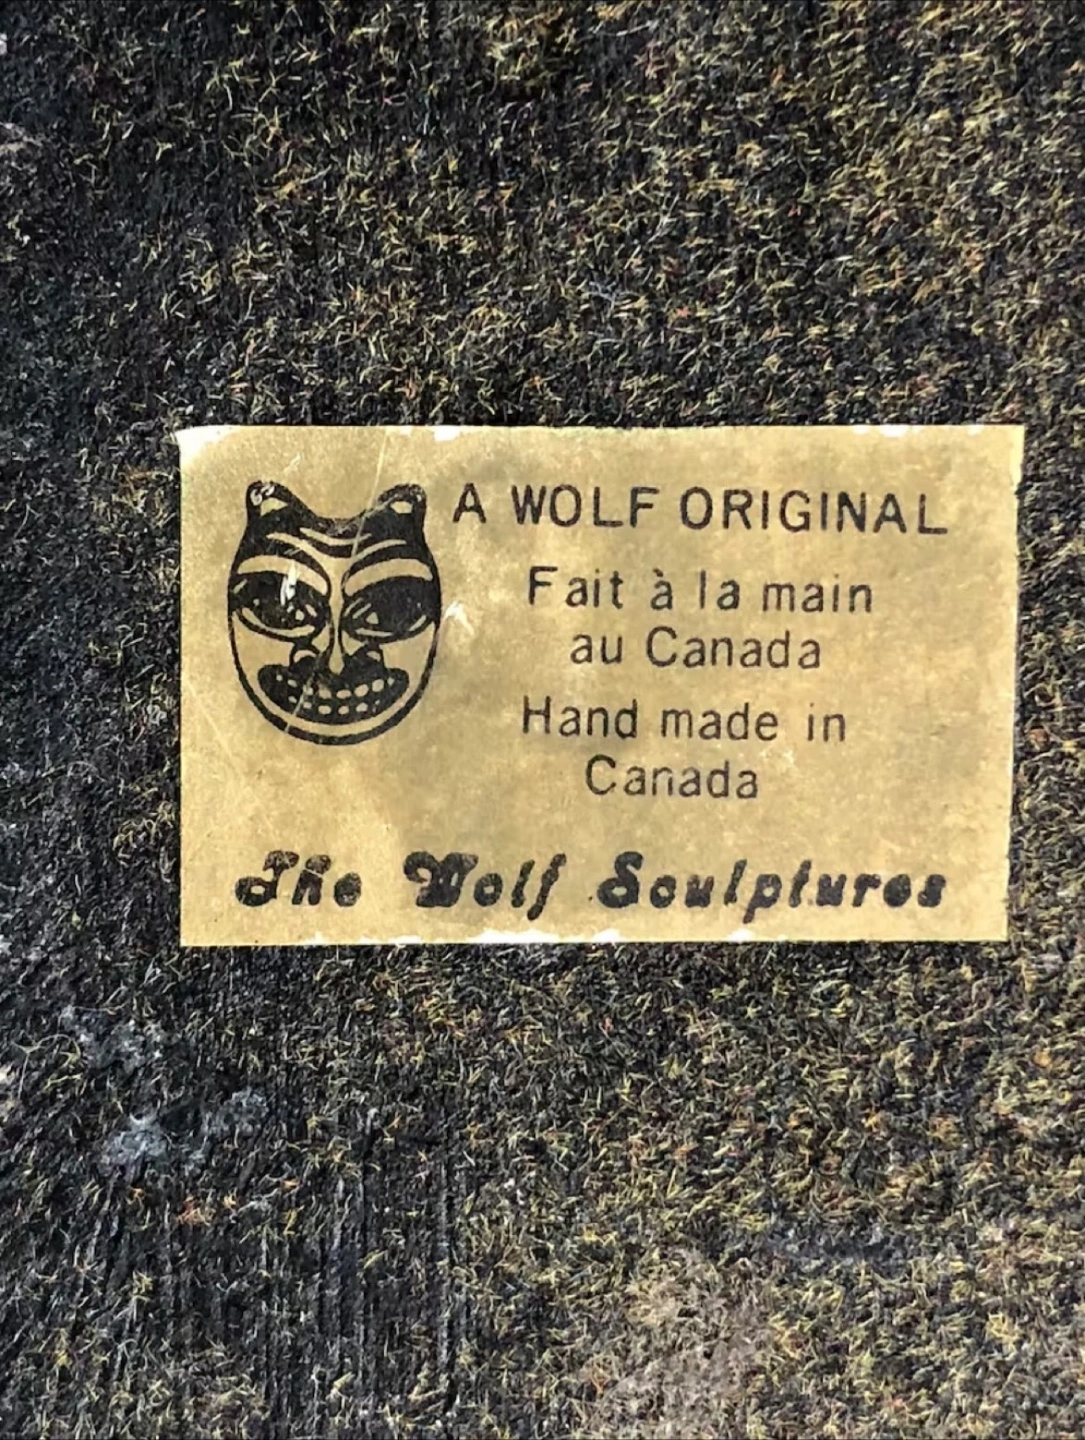 A WOLF ORIGINAL
Fait à la main
au Canada
Hand made in
Canada
The Wolf Sculptures